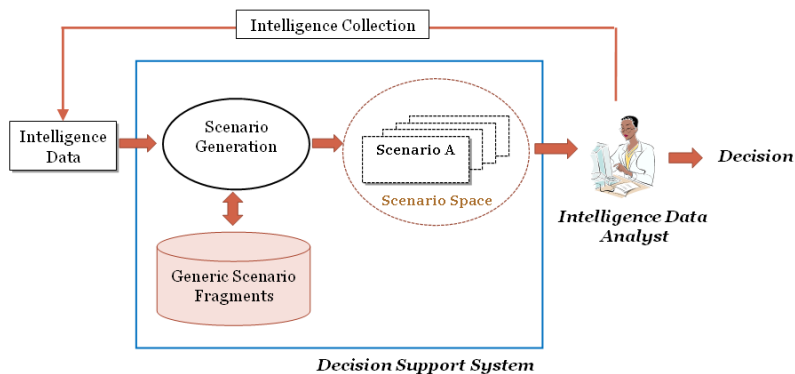 Intelligence Collection
Intelligence
Data
Scenario
Generation
Scenario A
Scenario Space
Generic Scenario
Fragments
Intelligence Data
Analyst
Decision
Decision Support System